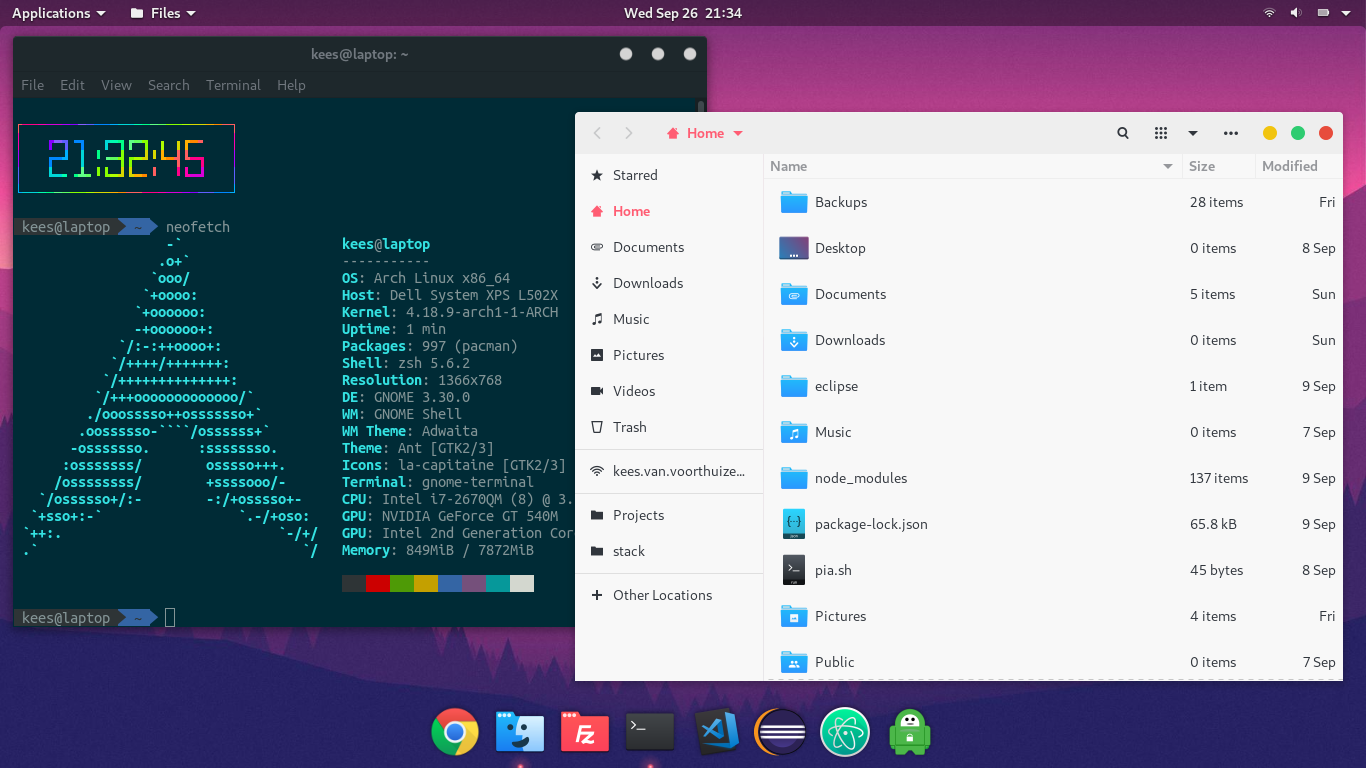 Applications Files Wed Sep 26 21:34
kees@laptop: ~
File Edit View Search Terminal Help
21:32:45
kees@laptop ~ neofetch
kees@laptop
-----------
OS: Arch Linux x86_64
Host: Dell System XPS L502X
Kernel: 4.18.9-arch1-1-ARCH
Uptime: 1 min
Packages: 997 (pacman)
Shell: zsh 5.6.2
Resolution: 1366x768
DE: GNOME 3.30.0
WM: GNOME Shell
WM Theme: Adwaita
Theme: Ant [GTK2/3]
Icons: la-capitaine [GTK2/3]
Terminal: gnome-terminal
CPU: Intel i7-2670QM (8) @ 3.
GPU: NVIDIA GeForce GT 540M
GPU: Intel 2nd Generation Cor
Memory: 849MiB / 7872MiB
kees@laptop ~
Home
Starred
Home
Documents
Downloads
Music
Pictures
Videos
Trash
kees.van.voorthuize...
Projects
stack
Other Locations
Name Size Modified
Backups 28 items Fri
Desktop 0 items 8 Sep
Documents 5 items Sun
Downloads 0 items Sun
eclipse 1 item 9 Sep
Music 0 items 7 Sep
node_modules 137 items 9 Sep
package-lock.json 65.8 kB 9 Sep
pia.sh 45 bytes 8 Sep
Pictures 4 items Fri
Public 0 items 7 Sep
Fz